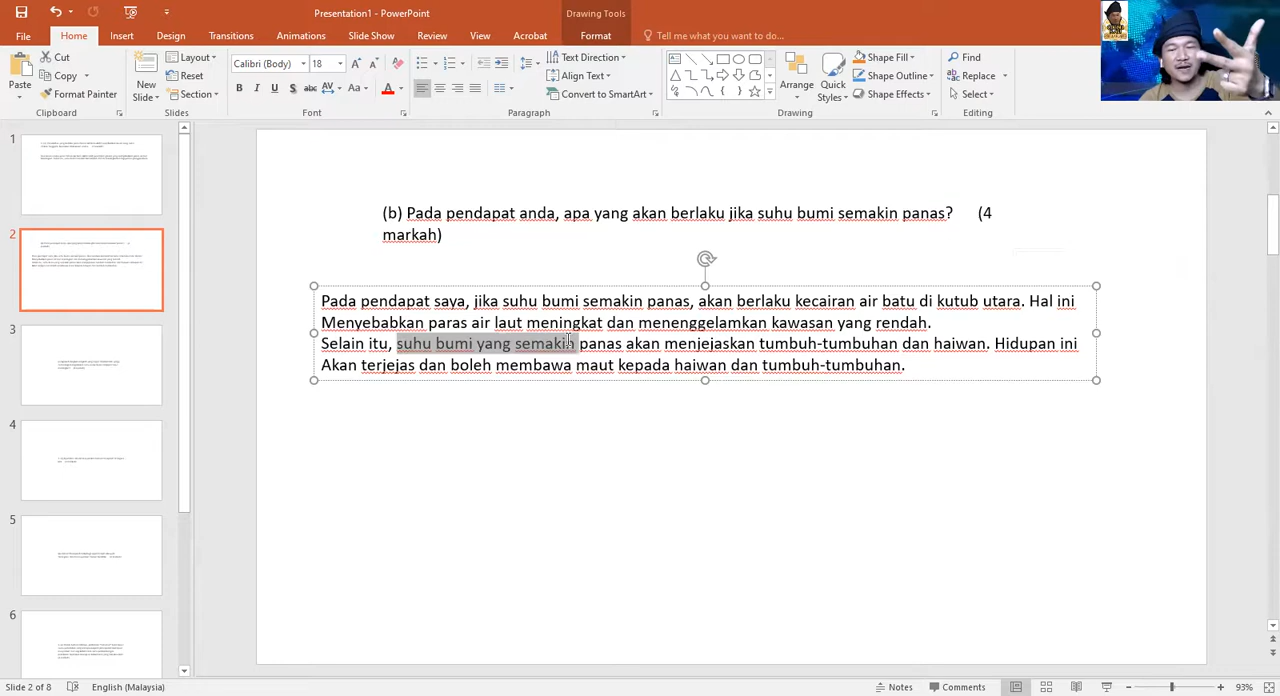 Presentation1 - PowerPoint
Drawing Tools
File Home Insert Design Transitions Animations Slide Show Review View Acrobat Format Tell me what you want to do...
Paste
Cut
Copy
Format Painter
Clipboard
New
Slide
Layout
Reset
Section
Slides
Calibri (Body) 18
B I U S abc AV Aa A
Font
Text Direction
Align Text
Convert to SmartArt
Paragraph
Arrange
Quick
Styles
Shape Fill
Shape Outline
Shape Effects
Drawing
Find
Replace
Select
Editing
1
2
3
4
5
6
(b) Pada pendapat anda, apa yang akan berlaku jika suhu bumi semakin panas? (4
markah)
Pada pendapat saya, jika suhu bumi semakin panas, akan berlaku kecairan air batu di kutub utara. Hal ini
Menyebabkan paras air laut meningkat dan menenggelamkan kawasan yang rendah.
Selain itu, suhu bumi yang semakin panas akan menjejaskan tumbuh-tumbuhan dan haiwan. Hidupan ini
Akan terjejas dan boleh membawa maut kepada haiwan dan tumbuh-tumbuhan.
Slide 2 of 8 English (Malaysia) Notes Comments 93%